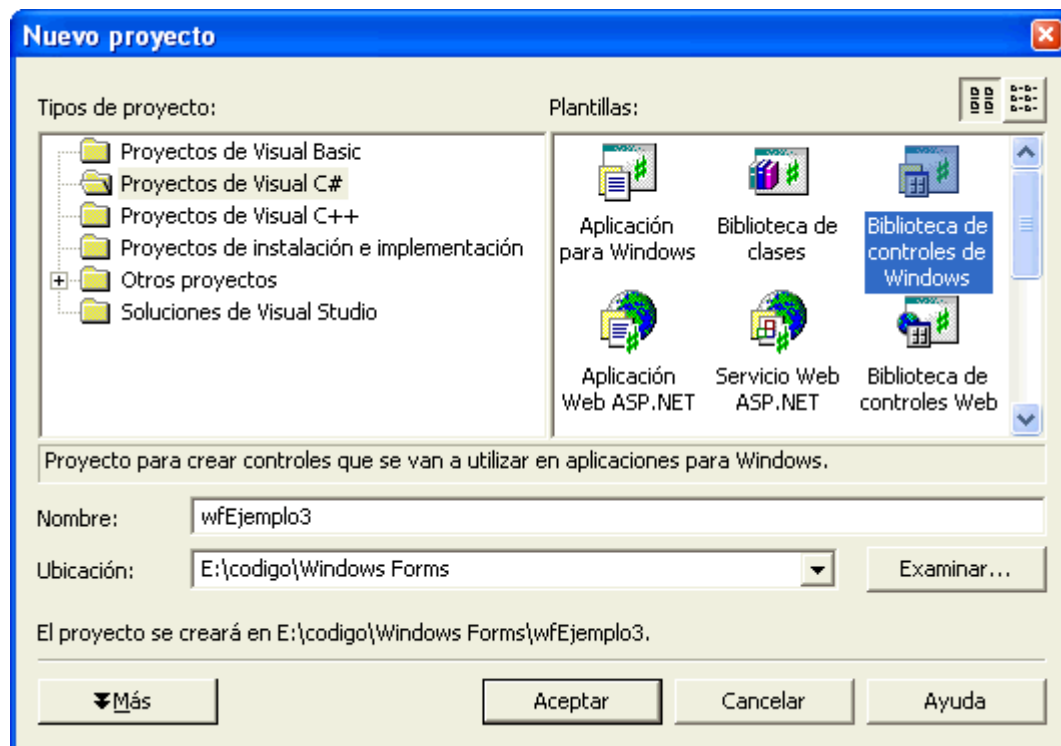 Nuevo proyecto
Tipos de proyecto:
Plantillas:
Proyectos de Visual Basic
Proyectos de Visual C#
Proyectos de Visual C++
Proyectos de instalación e implementación
Otros proyectos
Soluciones de Visual Studio
Aplicación
para Windows
Biblioteca de
clases
Biblioteca de
controles de
Windows
Aplicación
Web ASP.NET
Servicio Web
ASP.NET
Biblioteca de
controles Web
Proyecto para crear controles que se van a utilizar en aplicaciones para Windows.
Nombre:
wfEjemplo3
Ubicación:
E:\codigo\Windows Forms
Examinar...
El proyecto se creará en E:\codigo\Windows Forms\wfEjemplo3.
Más
Aceptar
Cancelar
Ayuda